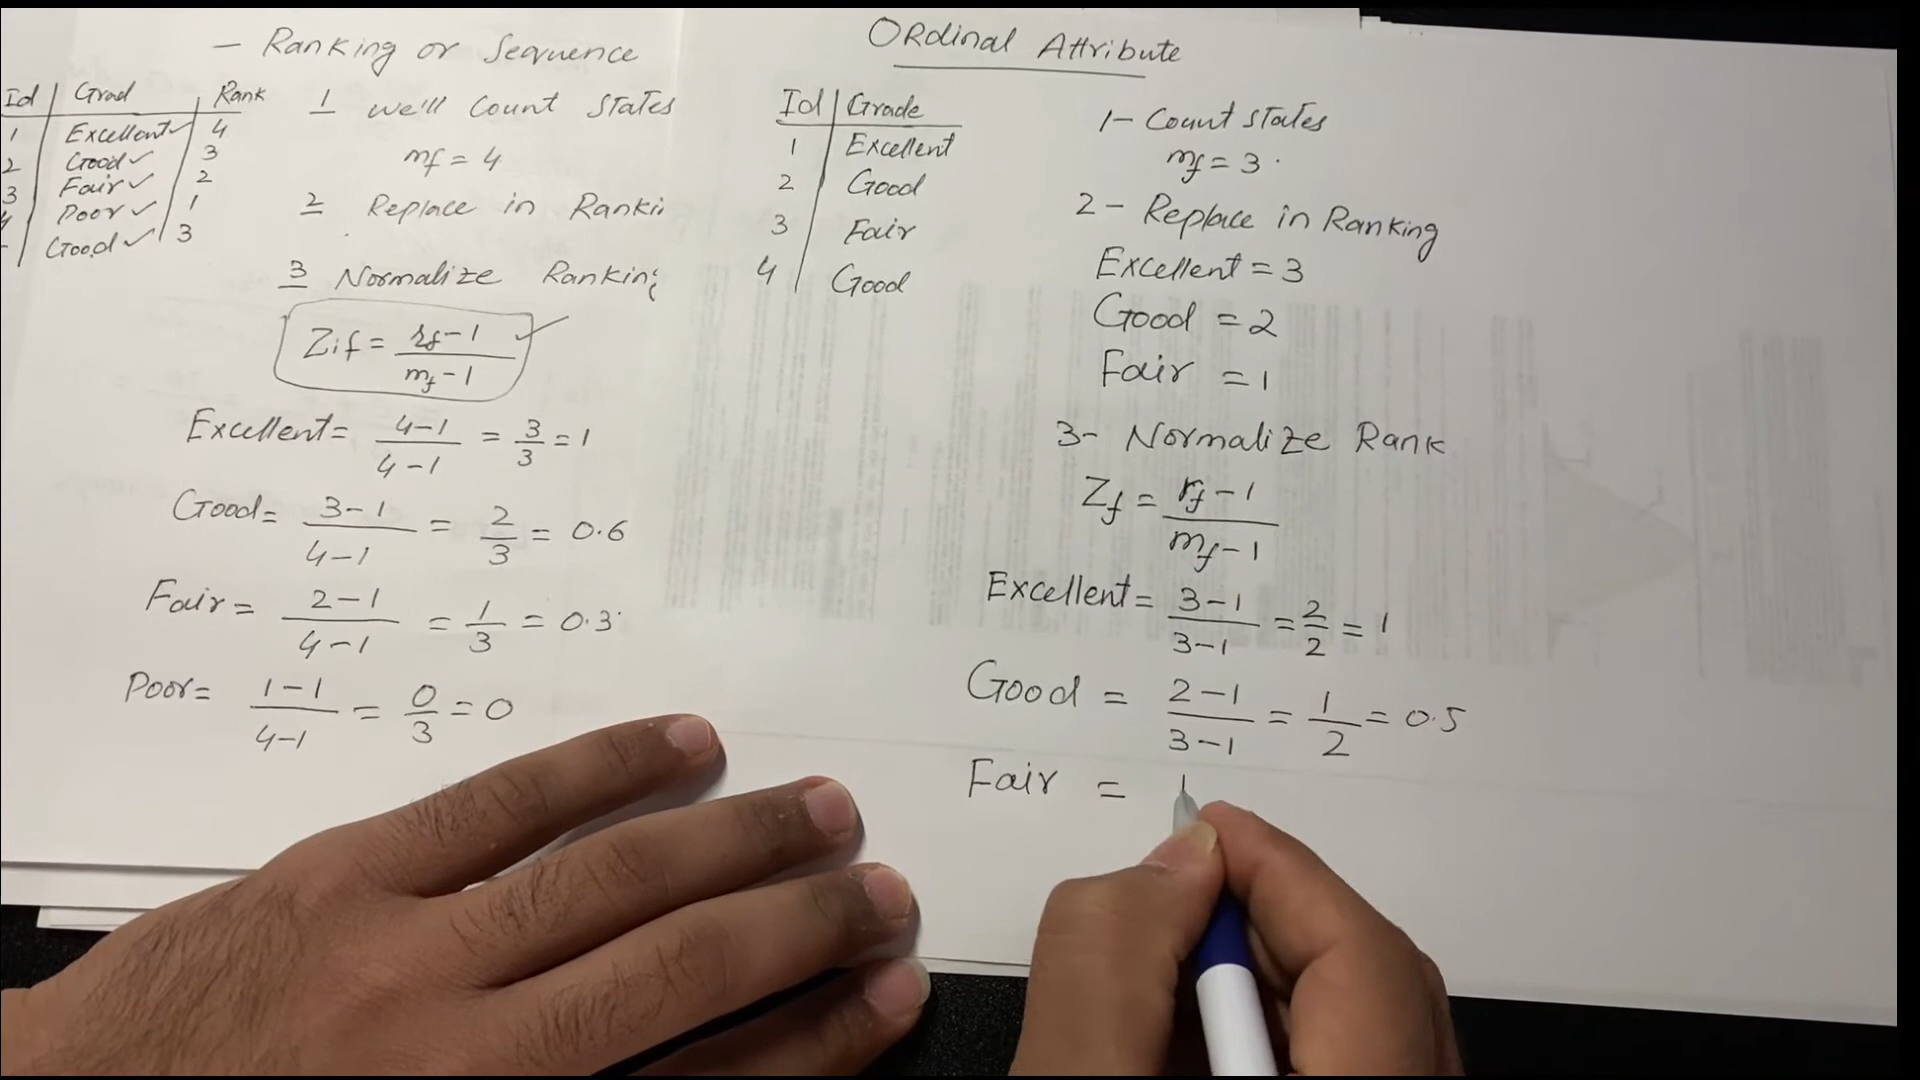 - Ranking or Sequence
Id Grad Rank
1 Excellent✓ 4
2 Good✓ 3
3 Fair✓ 2
4 Poor✓ 1
Good✓ 3
1 we'll Count States
mf = 4
2 Replace in Rankin
3 Normalize Ranking
Zif = rf-1 / mf-1 ✓
Excellent = 4-1 / 4-1 = 3/3 = 1
Good = 3-1 / 4-1 = 2/3 = 0.6
Fair = 2-1 / 4-1 = 1/3 = 0.3
Poor = 1-1 / 4-1 = 0/3 = 0
Ordinal Attribute
Id Grade
1 Excellent
2 Good
3 Fair
4 Good
1- Count States
mf = 3
2- Replace in Ranking
Excellent = 3
Good = 2
Fair = 1
3- Normalize Rank
Zf = rf-1 / mf-1
Excellent = 3-1 / 3-1 = 2/2 = 1
Good = 2-1 / 3-1 = 1/2 = 0.5
Fair = 1